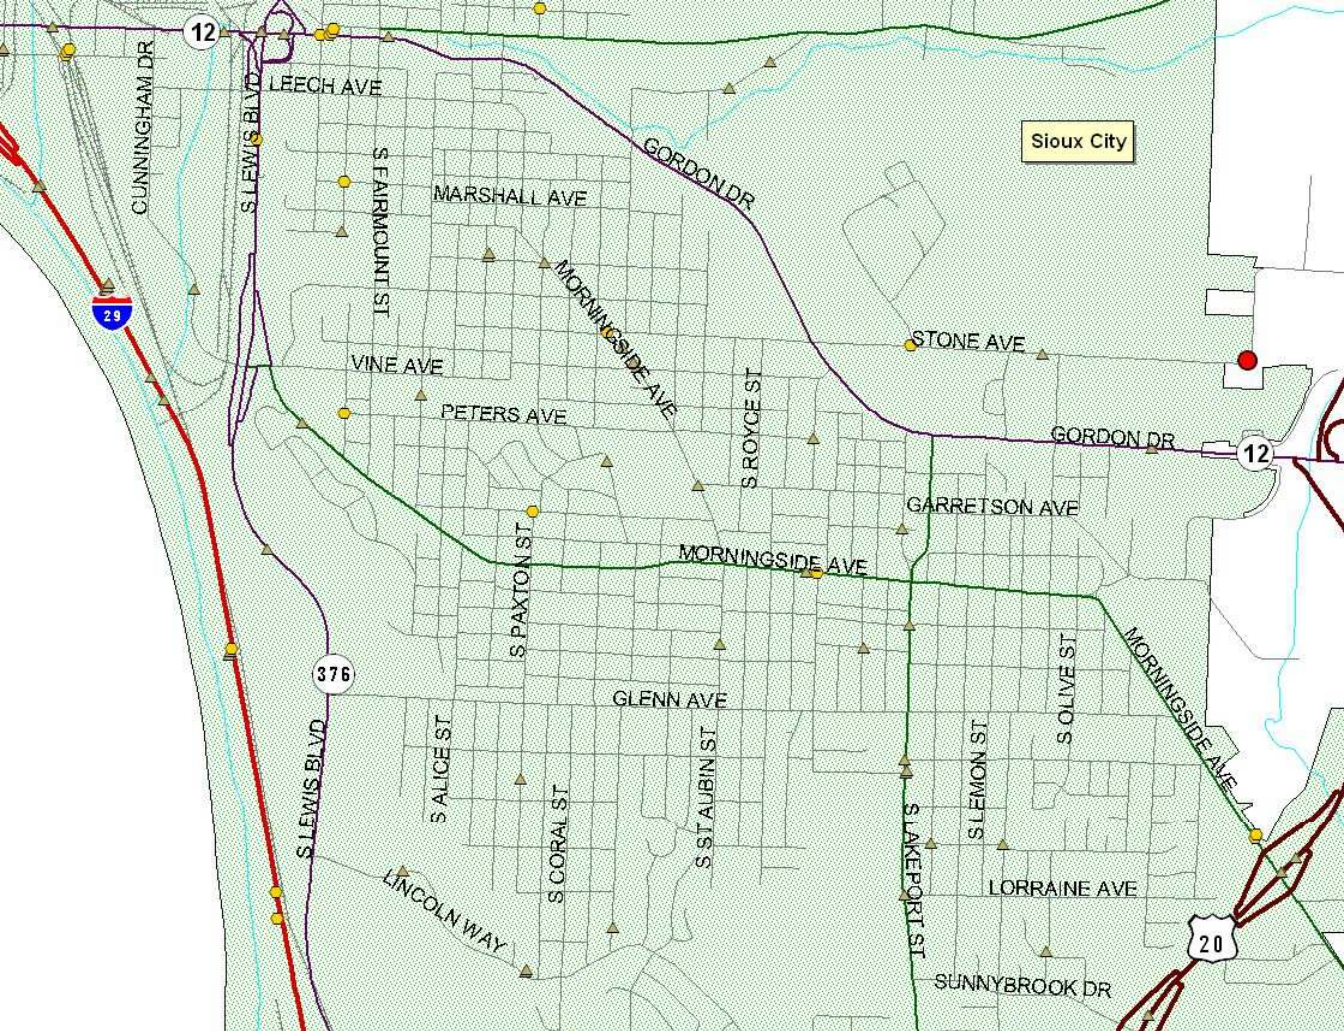 12
CUNNINGHAM DR
S LEWIS BLVD
LEECH AVE
Sioux City
GORDON DR
S FAIRMOUNT ST
MARSHALL AVE
MORNINGSIDE AVE
29
STONE AVE
VINE AVE
S ROYCE ST
PETERS AVE
GORDON DR
12
GARRETSON AVE
S PAXTON ST
MORNINGSIDE AVE
376
S OLIVE ST
MORNINGSIDE AVE
GLENN AVE
S LEWIS BLVD
S ALICE ST
S ST AUBIN ST
S LEMON ST
S CORAL ST
S LAKEPORT ST
LINCOLN WAY
LORRAINE AVE
20
SUNNYBROOK DR